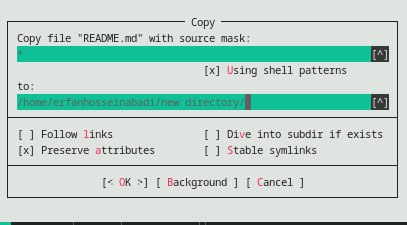 Copy
Copy file "README.md" with source mask:
* [^]
[x] Using shell patterns
to:
/home/erfanhosseinabadi/new directory/ [^]
[ ] Follow links [ ] Dive into subdir if exists
[x] Preserve attributes [ ] Stable symlinks
[< OK >] [ Background ] [ Cancel ]